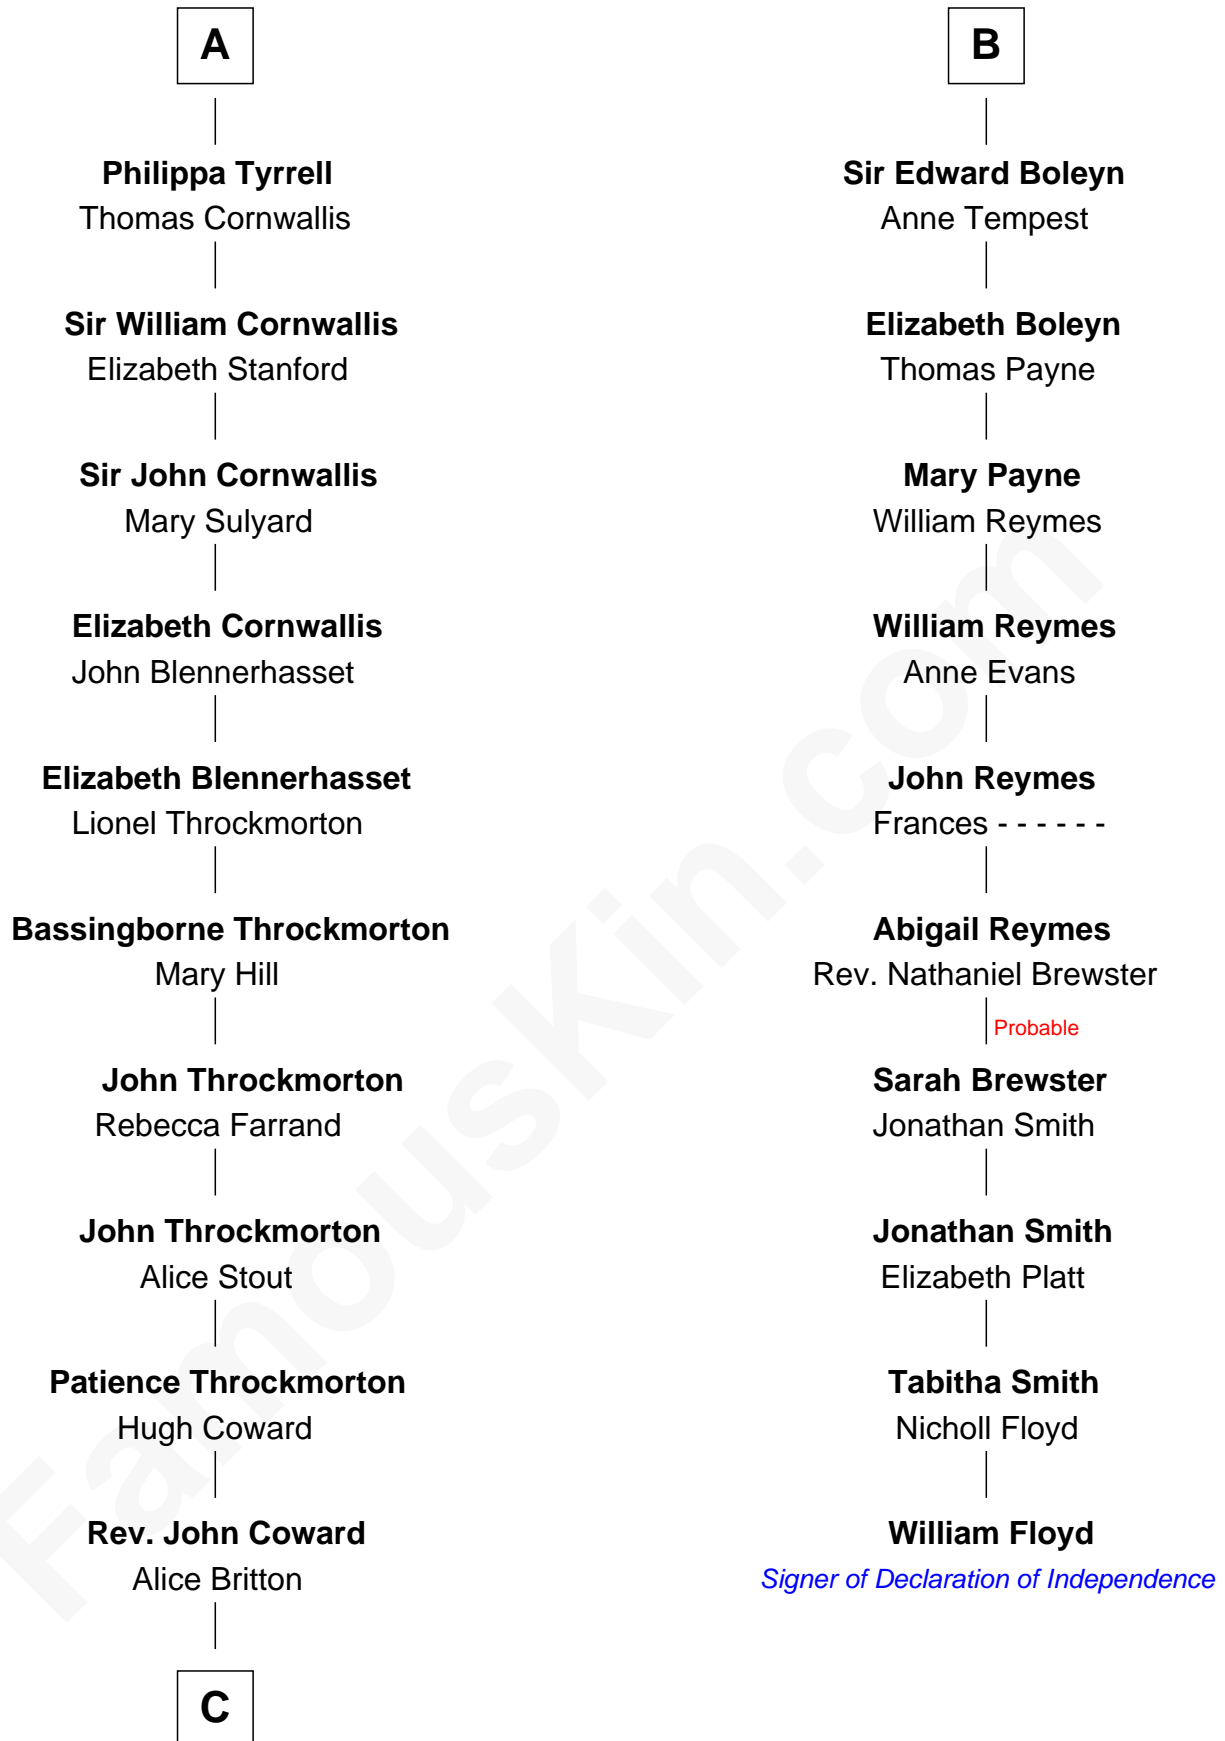 A
Philippa Tyrrell
Thomas Cornwallis
Sir William Cornwallis
Elizabeth Stanford
Sir John Cornwallis
Mary Sulyard
Elizabeth Cornwallis
John Blennerhasset
Elizabeth Blennerhasset
Lionel Throckmorton
Bassingborne Throckmorton
Mary Hill
John Throckmorton
Rebecca Farrand
John Throckmorton
Alice Stout
Patience Throckmorton
Hugh Coward
Rev. John Coward
Alice Britton
C
B
Sir Edward Boleyn
Anne Tempest
Elizabeth Boleyn
Thomas Payne
Mary Payne
William Reymes
William Reymes
Anne Evans
John Reymes
Frances - - - - - -
Abigail Reymes
Rev. Nathaniel Brewster
Probable
Sarah Brewster
Jonathan Smith
Jonathan Smith
Elizabeth Platt
Tabitha Smith
Nicholl Floyd
William Floyd
Signer of Declaration of Independence
FamousKin.com